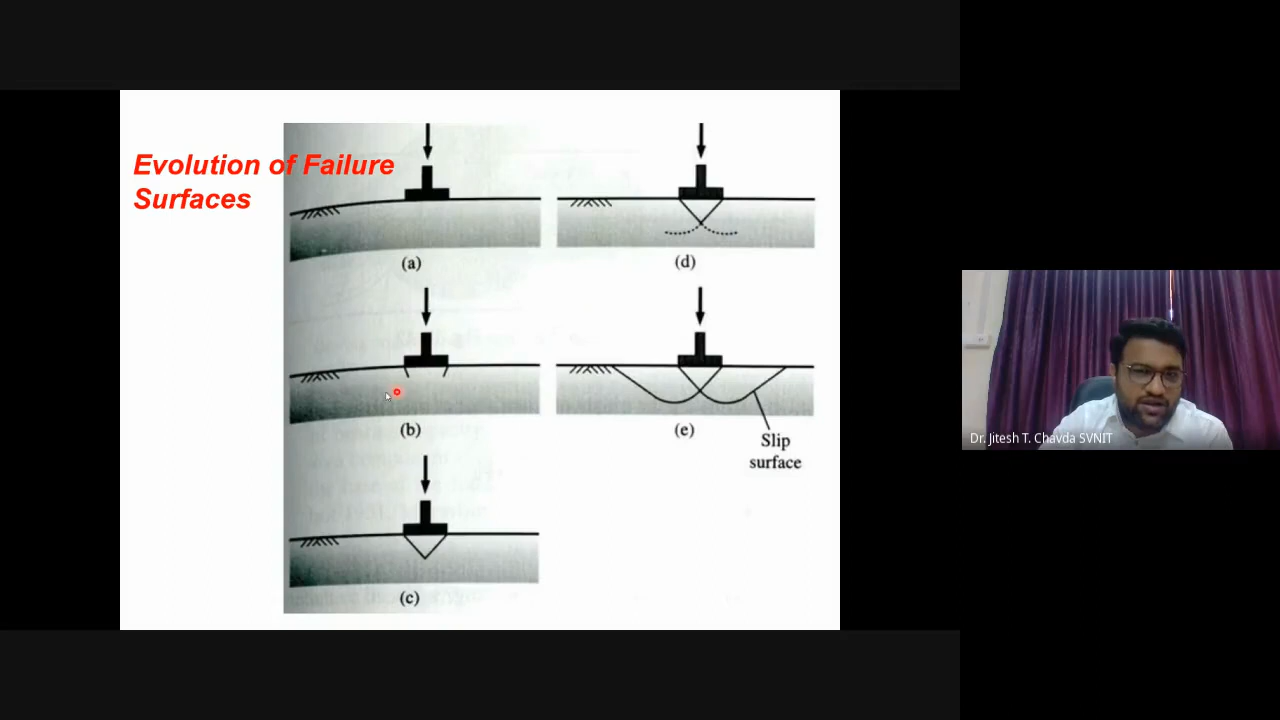 Evolution of Failure
Surfaces
(a)
(d)
(b)
(e)
Slip
surface
(c)
Dr. Jitesh T. Chavda SVNIT